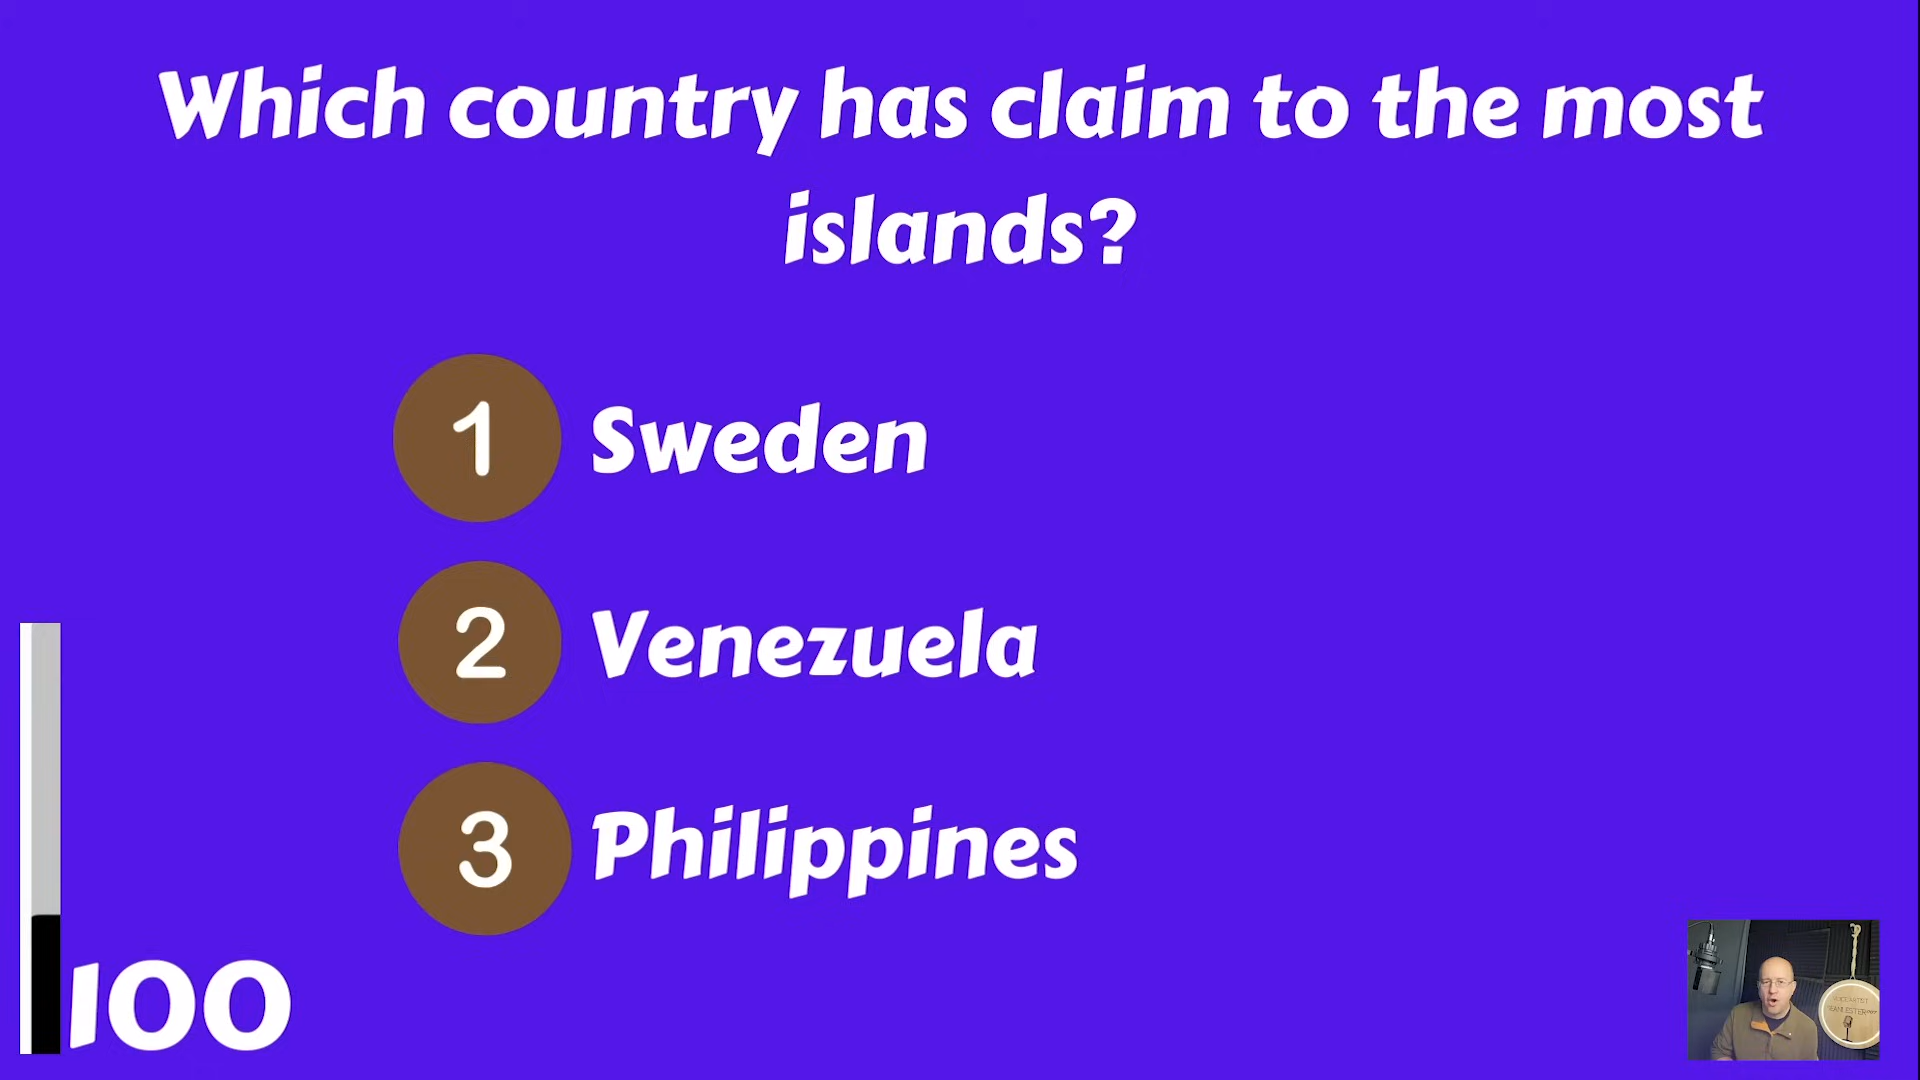 Which country has claim to the most
islands?
1 Sweden
2 Venezuela
3 Philippines
100